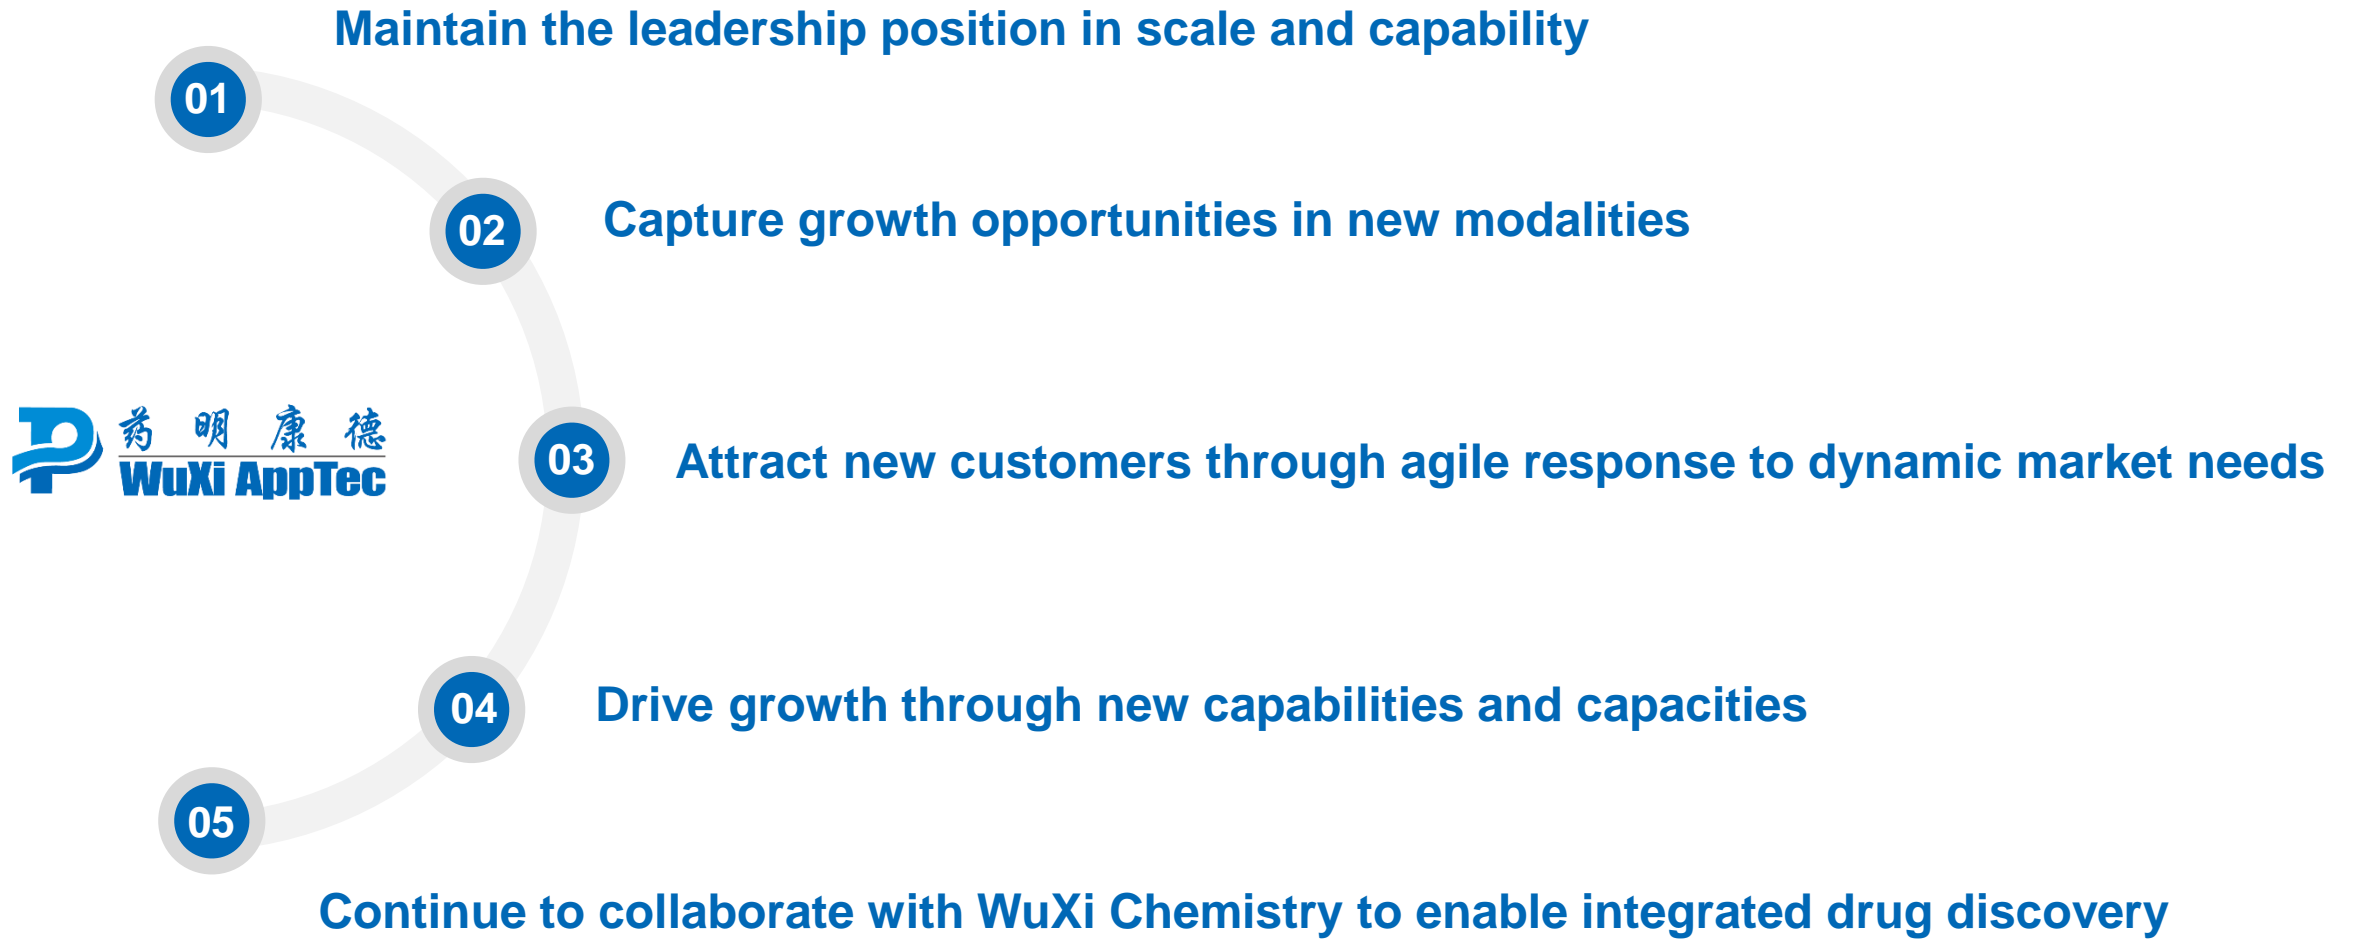 Maintain the leadership position in scale and capability
01
02
Capture growth opportunities in new modalities
药明康德
WuXi AppTec
03
Attract new customers through agile response to dynamic market needs
04
Drive growth through new capabilities and capacities
05
Continue to collaborate with WuXi Chemistry to enable integrated drug discovery